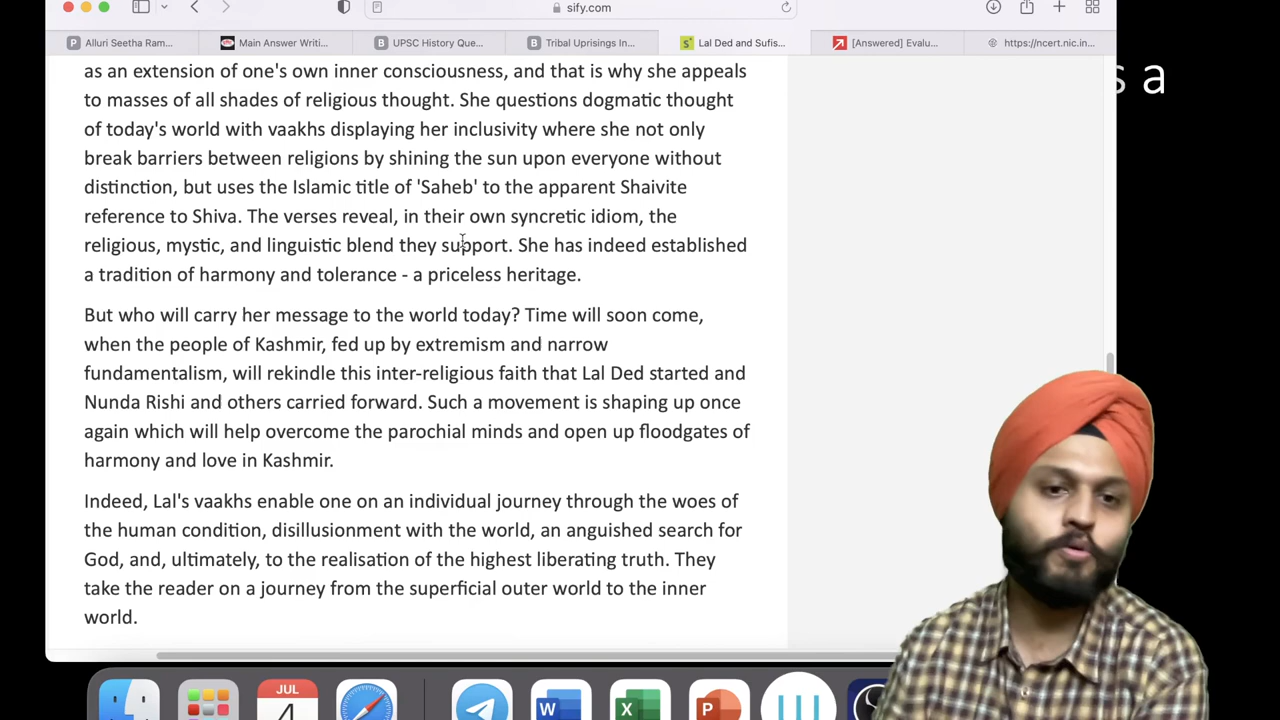 sify.com
Alluri Seetha Ram...
Main Answer Writi...
UPSC History Que...
Tribal Uprisings In...
Lal Ded and Sufis...
[Answered] Evalu...
https://ncert.nic.in...
s a
as an extension of one's own inner consciousness, and that is why she appeals
to masses of all shades of religious thought. She questions dogmatic thought
of today's world with vaakhs displaying her inclusivity where she not only
break barriers between religions by shining the sun upon everyone without
distinction, but uses the Islamic title of 'Saheb' to the apparent Shaivite
reference to Shiva. The verses reveal, in their own syncretic idiom, the
religious, mystic, and linguistic blend they support. She has indeed established
a tradition of harmony and tolerance - a priceless heritage.
But who will carry her message to the world today? Time will soon come,
when the people of Kashmir, fed up by extremism and narrow
fundamentalism, will rekindle this inter-religious faith that Lal Ded started and
Nunda Rishi and others carried forward. Such a movement is shaping up once
again which will help overcome the parochial minds and open up floodgates of
harmony and love in Kashmir.
Indeed, Lal's vaakhs enable one on an individual journey through the woes of
the human condition, disillusionment with the world, an anguished search for
God, and, ultimately, to the realisation of the highest liberating truth. They
take the reader on a journey from the superficial outer world to the inner
world.
JUL
4
W
X
P